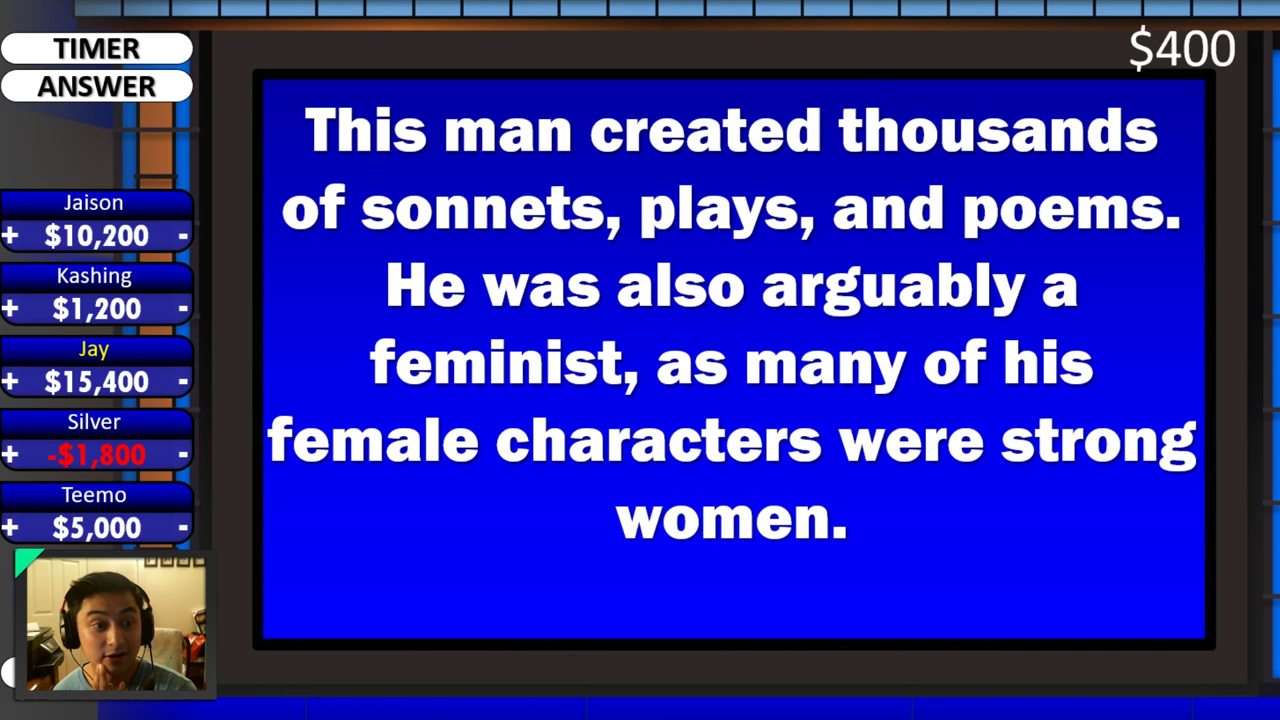 TIMER
ANSWER
$400
This man created thousands
of sonnets, plays, and poems.
He was also arguably a
feminist, as many of his
female characters were strong
women.
Jaison
+ $10,200 -
Kashing
+ $1,200 -
Jay
+ $15,400 -
Silver
+ -$1,800 -
Teemo
+ $5,000 -